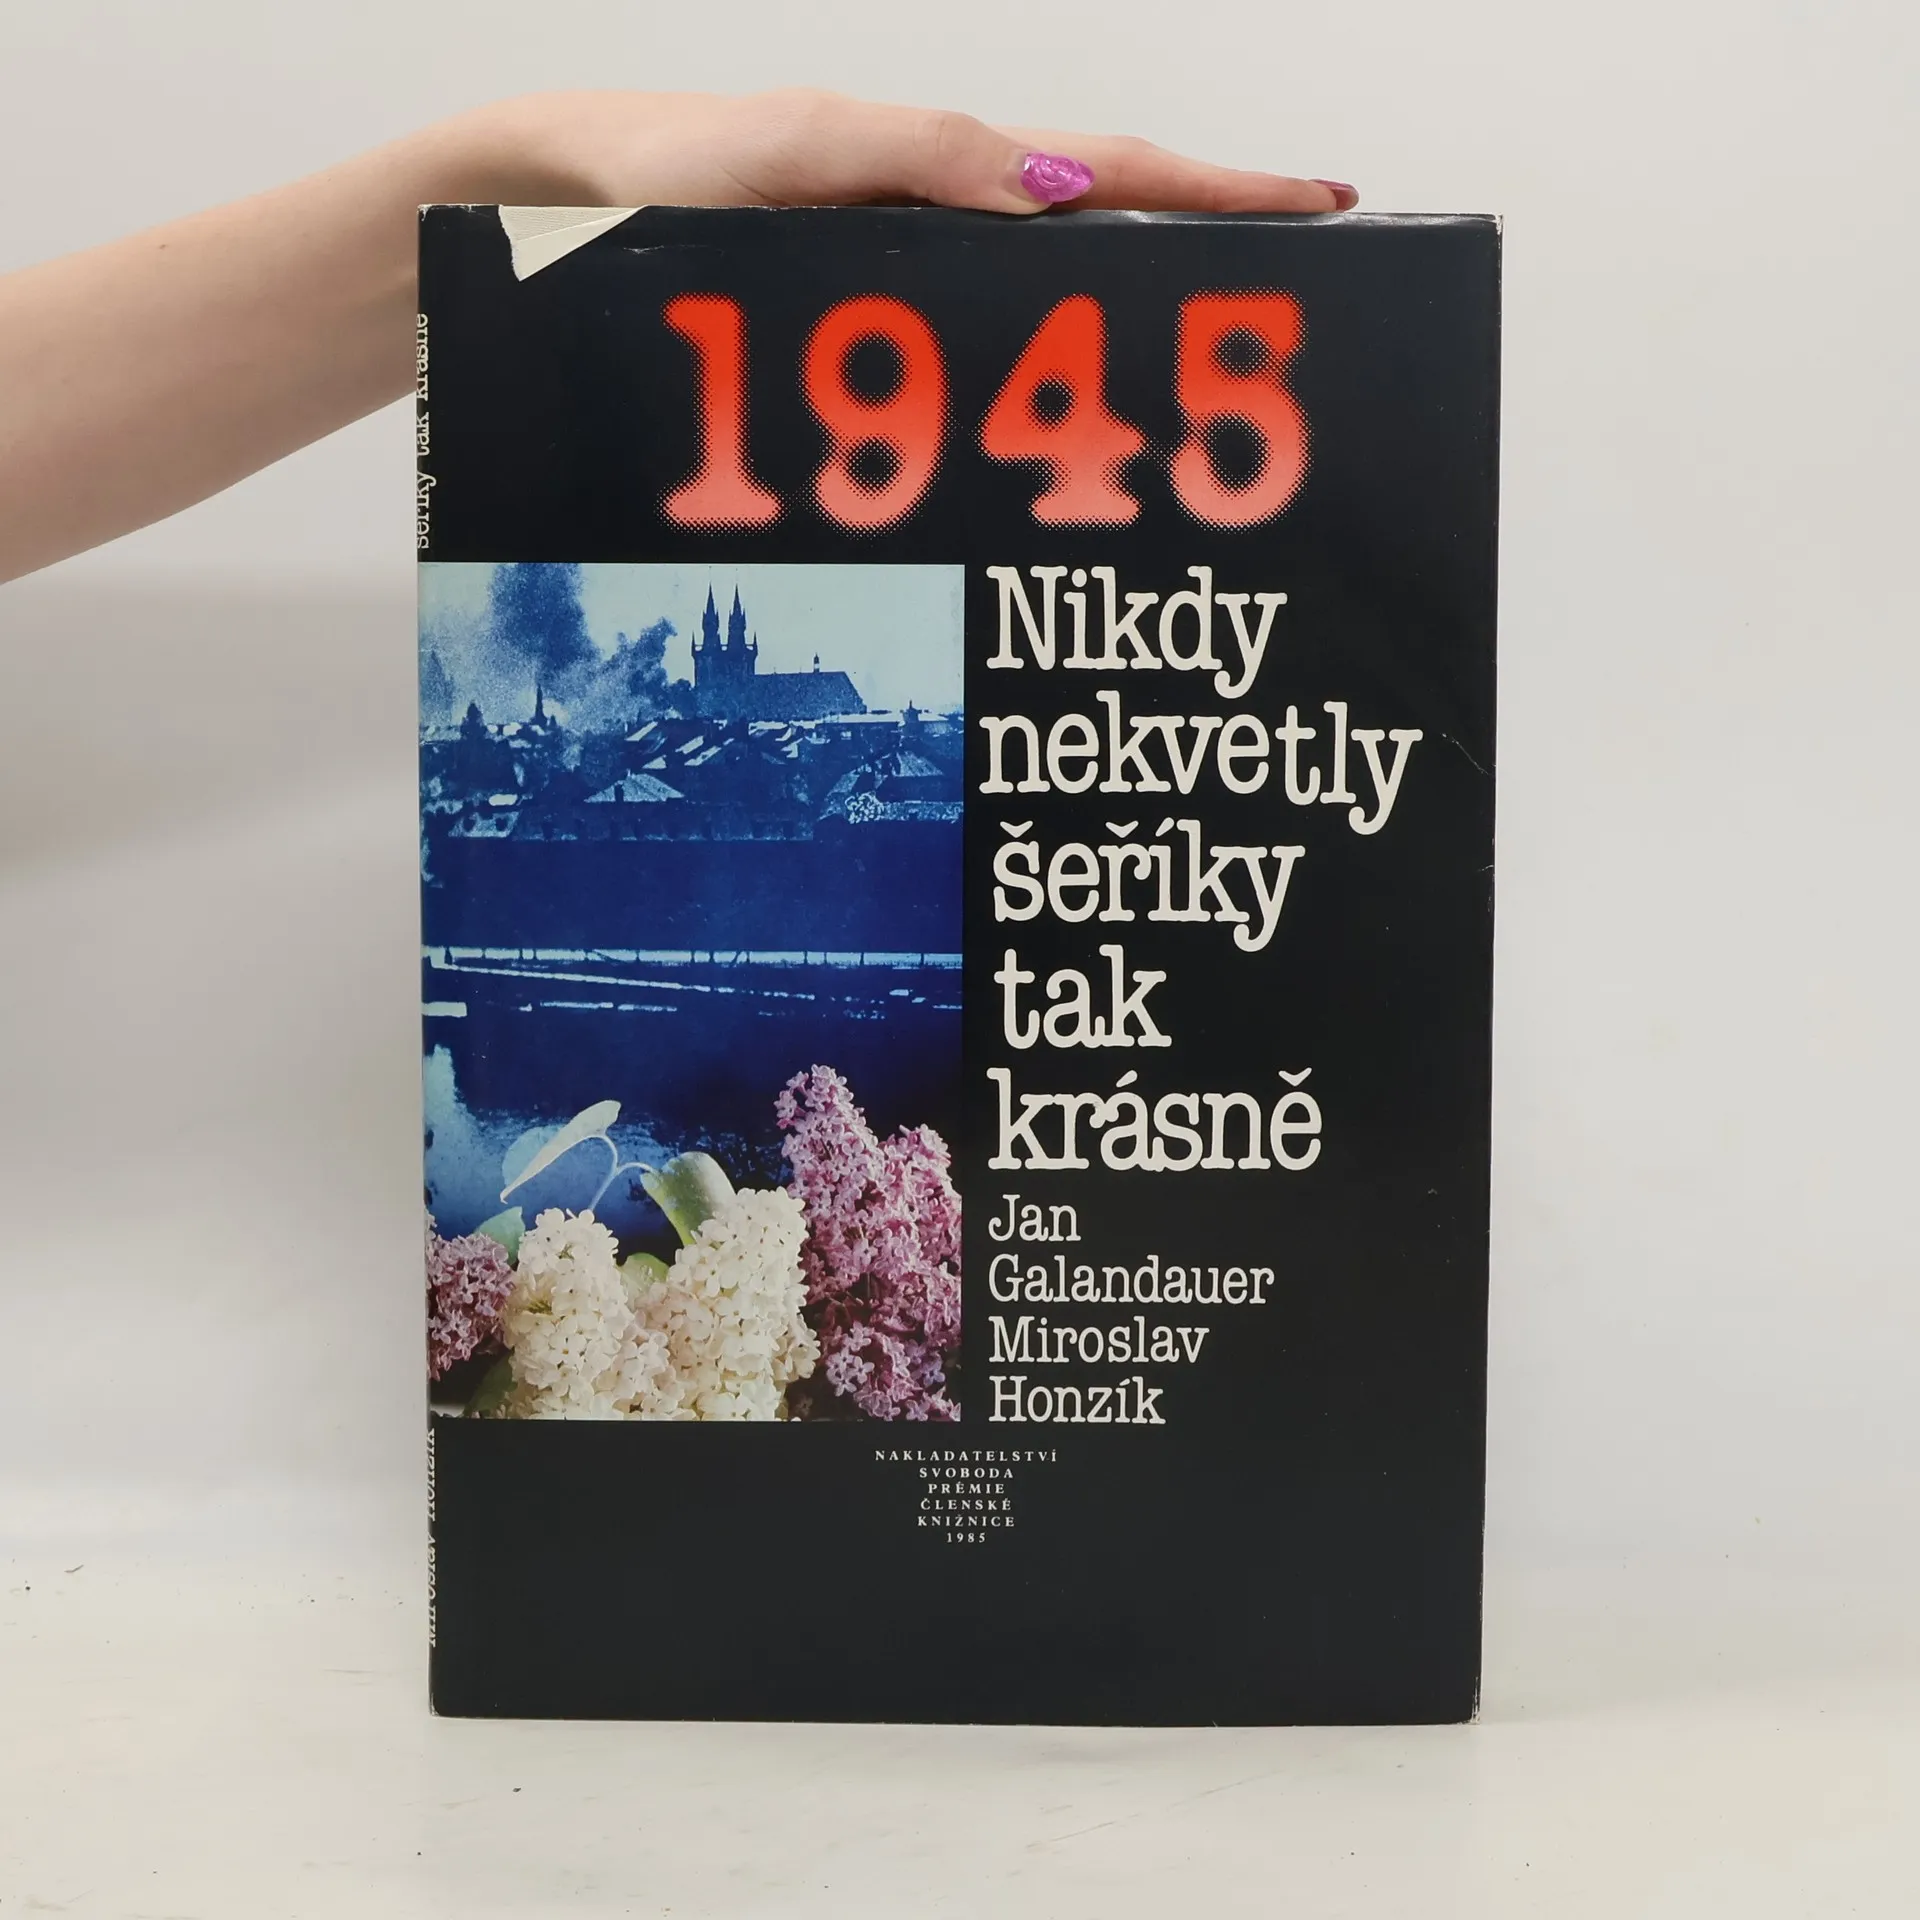 1945
Nikdy
nekvetly
šeříky
tak
krásně
Jan
Galandauer
Miroslav
Honzík
NAKLADATELSTVÍ
SVOBODA
PRÉMIE
ČLENSKÉ
KNIŽNICE
1985
šeříky tak krásně
Miroslav Honzík